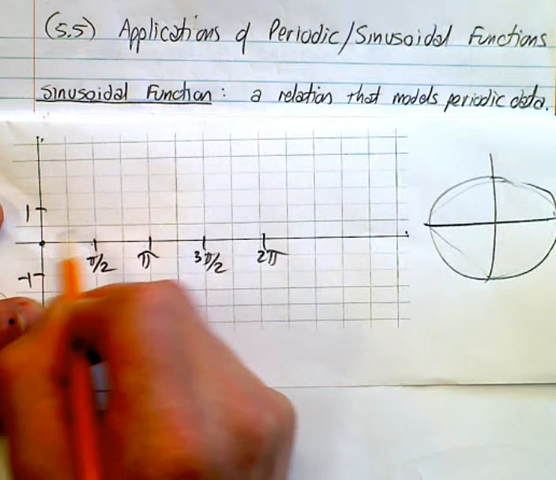 (5.5) Applications of Periodic/Sinusoidal Functions
Sinusoidal Function: a relation that models periodic data.
1
π/2 π 3π/2 2π
-1